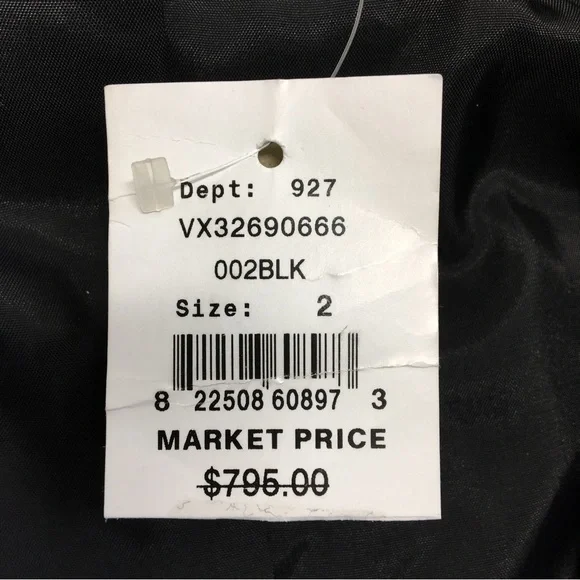 Dept: 927
VX32690666
002BLK
Size: 2
8 22508 60897 3
MARKET PRICE
$795.00